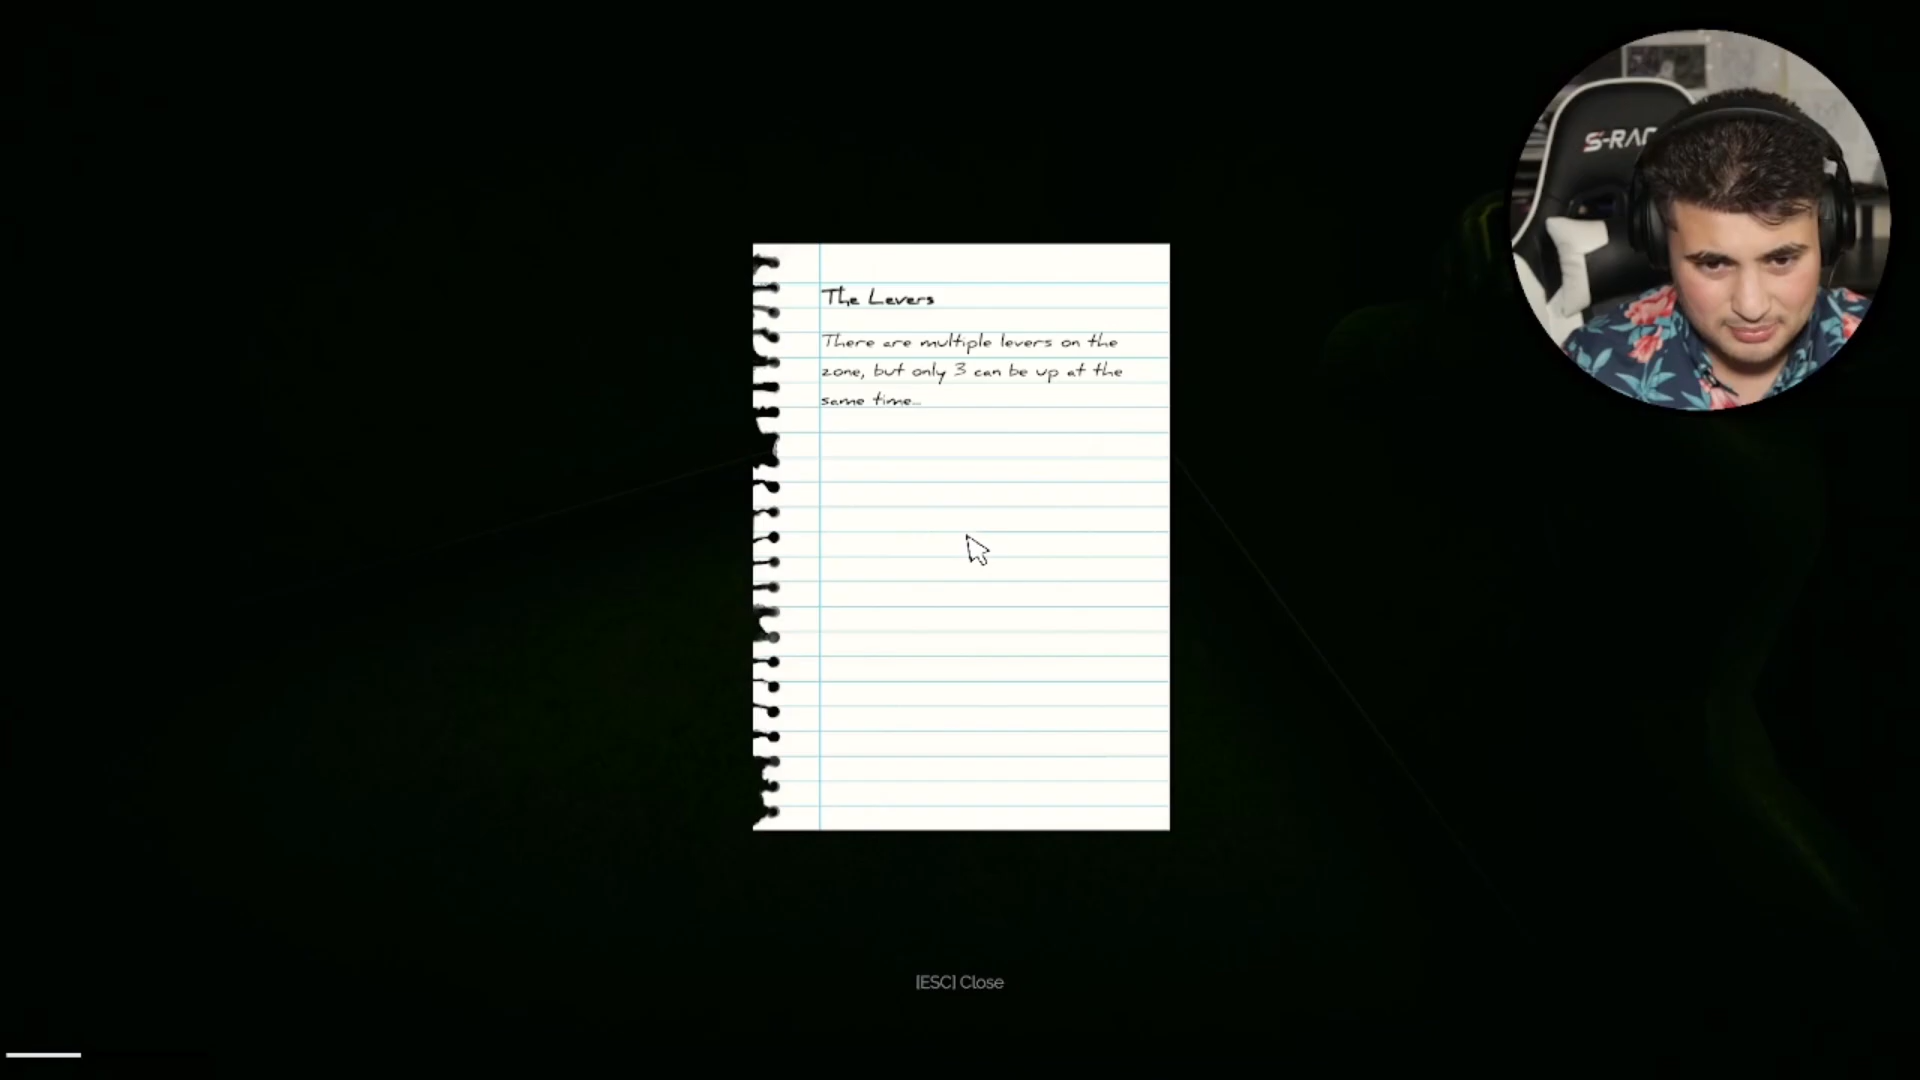 S-RAC
The Levers
There are multiple levers on the
zone, but only 3 can be up at the
same time...
[ESC] Close